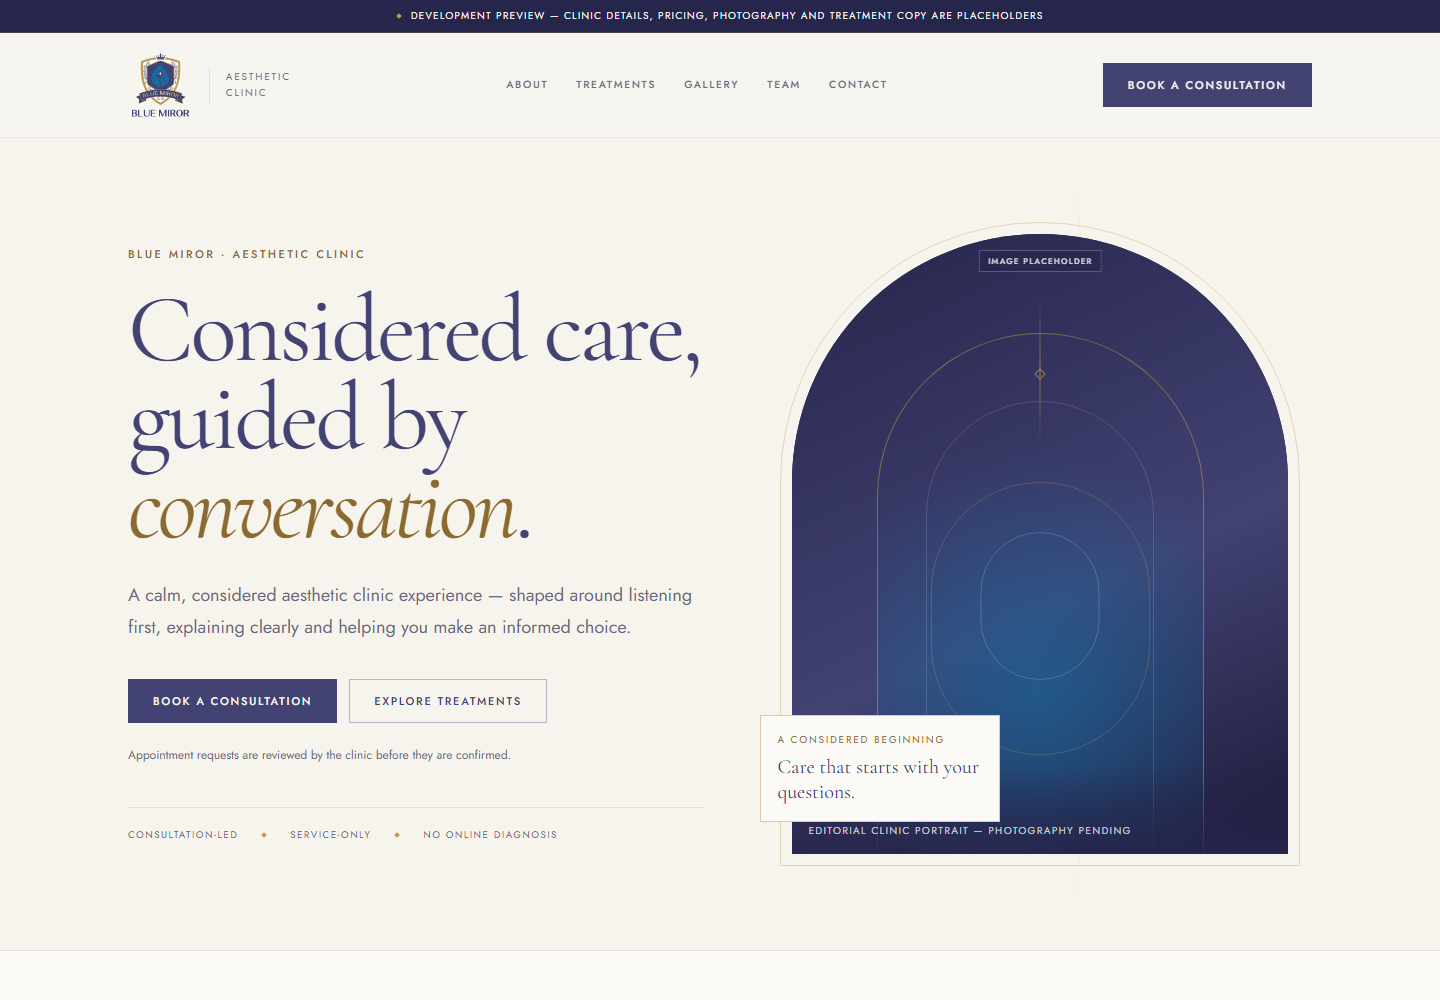 DEVELOPMENT PREVIEW — CLINIC DETAILS, PRICING, PHOTOGRAPHY AND TREATMENT COPY ARE PLACEHOLDERS
BLUE MIROR
BLUE MIROR
AESTHETIC
CLINIC
ABOUT
TREATMENTS
GALLERY
TEAM
CONTACT
BOOK A CONSULTATION
BLUE MIROR · AESTHETIC CLINIC
Considered care,
guided by
conversation.
A calm, considered aesthetic clinic experience — shaped around listening
first, explaining clearly and helping you make an informed choice.
BOOK A CONSULTATION
EXPLORE TREATMENTS
Appointment requests are reviewed by the clinic before they are confirmed.
CONSULTATION-LED
SERVICE-ONLY
NO ONLINE DIAGNOSIS
IMAGE PLACEHOLDER
A CONSIDERED BEGINNING
Care that starts with your
questions.
EDITORIAL CLINIC PORTRAIT — PHOTOGRAPHY PENDING